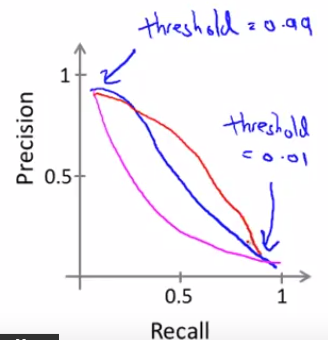 threshold = 0.99
1
threshold
= 0.01
Precision
0.5
0.5
1
Recall